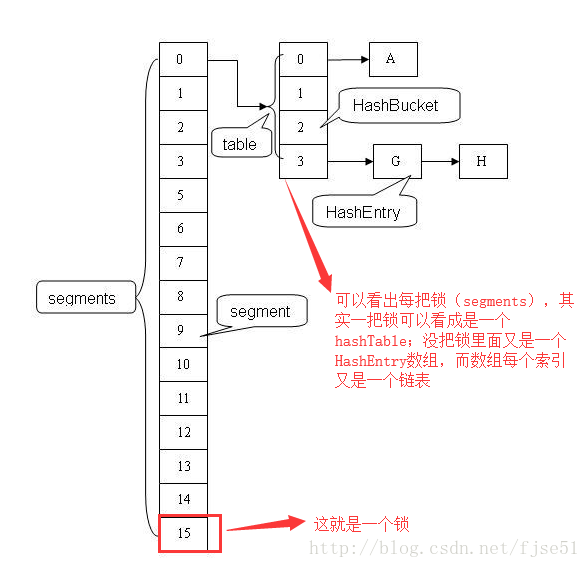 0
1
2
3
5
6
7
8
9
10
11
12
13
14
15
0
1
2
3
A
G
H
HashBucket
table
HashEntry
segments
segment
可以看出每把锁（segments），其
实一把锁可以看成是一个
hashTable；没把锁里面又是一个
HashEntry数组，而数组每个索引
又是一个链表
这就是一个锁
http://blog.csdn.net/fjse51